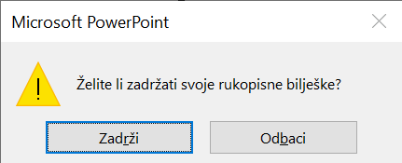 Microsoft PowerPoint
Želite li zadržati svoje rukopisne bilješke?
Zadrži
Odbaci